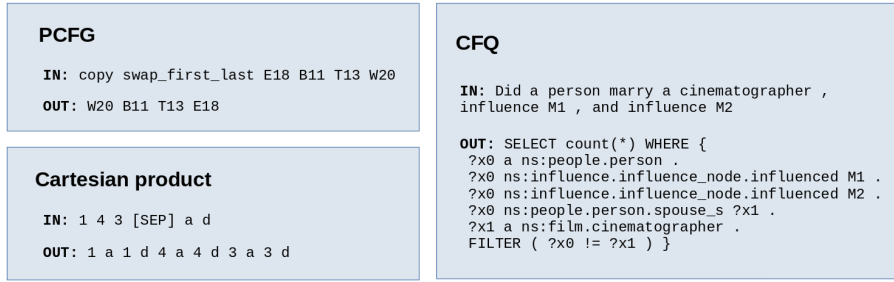 PCFG
IN: copy swap_first_last E18 B11 T13 W20
OUT: W20 B11 T13 E18
Cartesian product
IN: 1 4 3 [SEP] a d
OUT: 1 a 1 d 4 a 4 d 3 a 3 d
CFQ
IN: Did a person marry a cinematographer ,
influence M1 , and influence M2
OUT: SELECT count(*) WHERE {
?x0 a ns:people.person .
?x0 ns:influence.influence_node.influenced M1 .
?x0 ns:influence.influence_node.influenced M2 .
?x0 ns:people.person.spouse_s ?x1 .
?x1 a ns:film.cinematographer .
FILTER ( ?x0 != ?x1 ) }